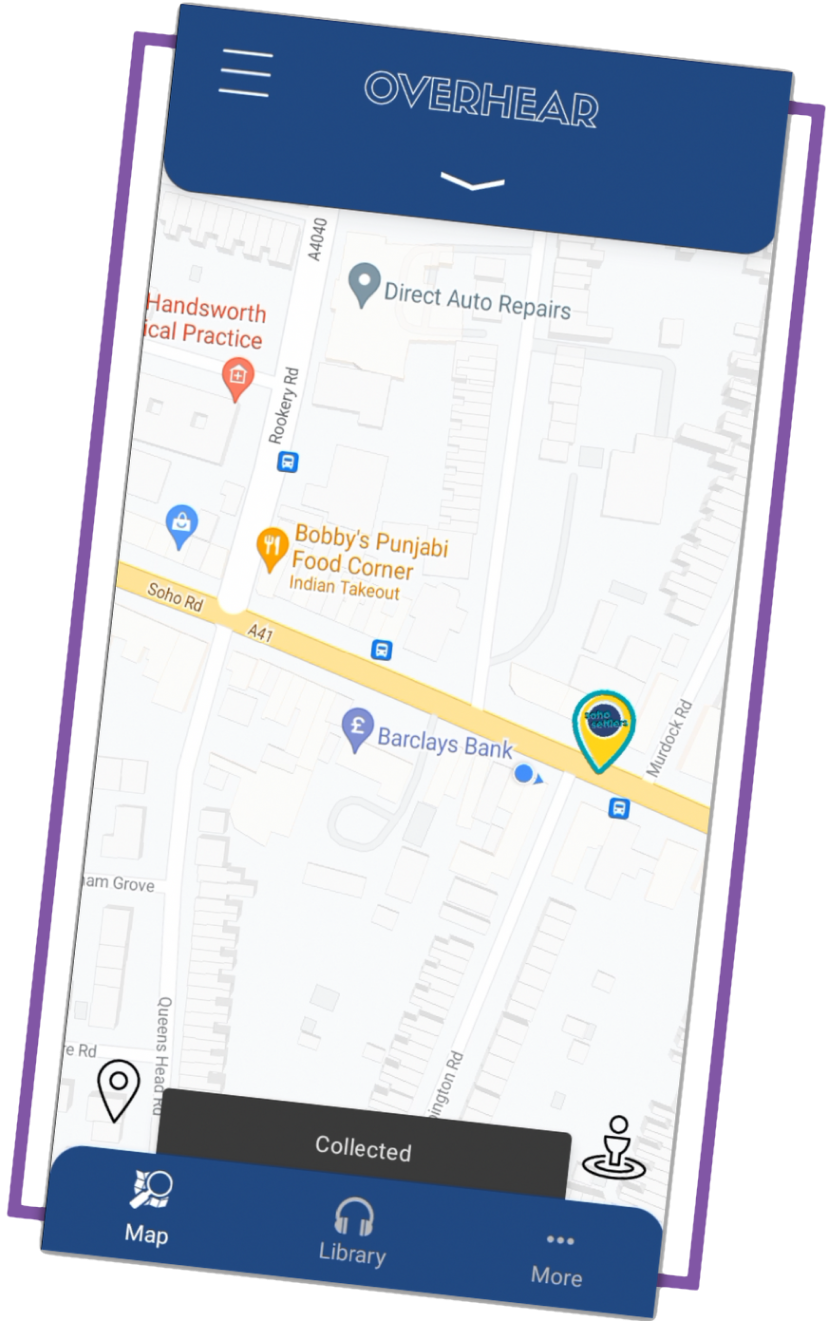 OVERHEAR
A4040
Direct Auto Repairs
Handsworth
ical Practice
Rookery Rd
Bobby's Punjabi
Food Corner
Indian Takeout
Soho Rd
A41
soho
settlers
Murdock Rd
£
Barclays Bank
am Grove
Queens Head Rd
re Rd
ington Rd
Collected
Map
Library
More